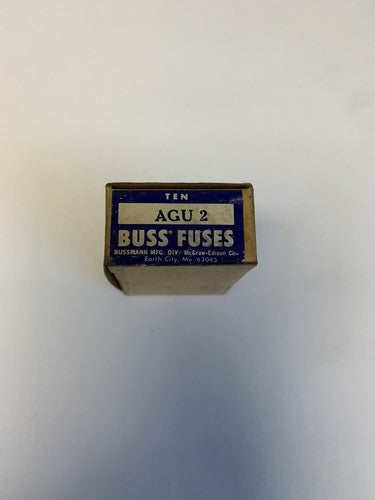 TEN
AGU 2
BUSS® FUSES
BUSSMANN MFG. DIV.- McGraw-Edison Co.
Earth City, Mo. 63045